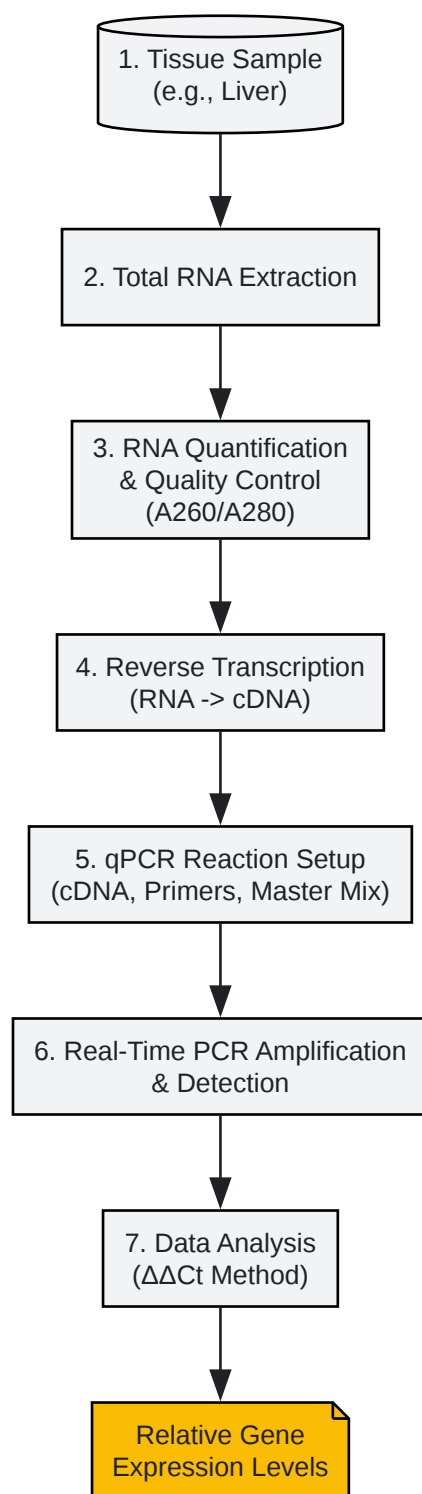 1. Tissue Sample
(e.g., Liver)
2. Total RNA Extraction
3. RNA Quantification
& Quality Control
(A260/A280)
4. Reverse Transcription
(RNA -> cDNA)
5. qPCR Reaction Setup
(cDNA, Primers, Master Mix)
6. Real-Time PCR Amplification
& Detection
7. Data Analysis
(ΔΔCt Method)
Relative Gene
Expression Levels